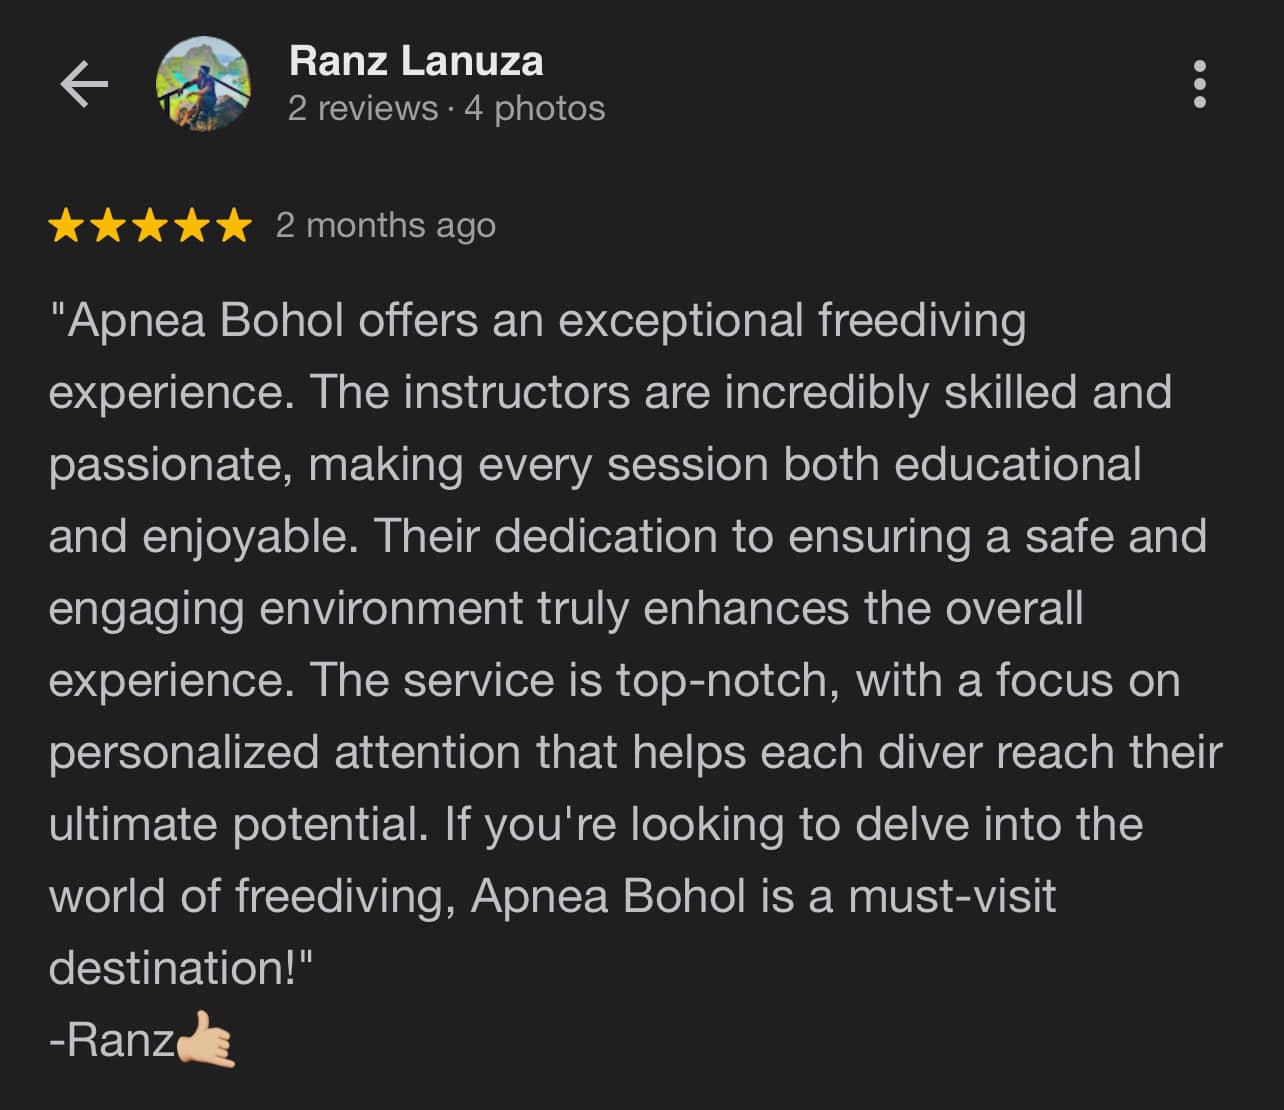 Ranz Lanuza
2 reviews · 4 photos
2 months ago
"Apnea Bohol offers an exceptional freediving
experience. The instructors are incredibly skilled and
passionate, making every session both educational
and enjoyable. Their dedication to ensuring a safe and
engaging environment truly enhances the overall
experience. The service is top-notch, with a focus on
personalized attention that helps each diver reach their
ultimate potential. If you're looking to delve into the
world of freediving, Apnea Bohol is a must-visit
destination!"
-Ranz🤙🏼